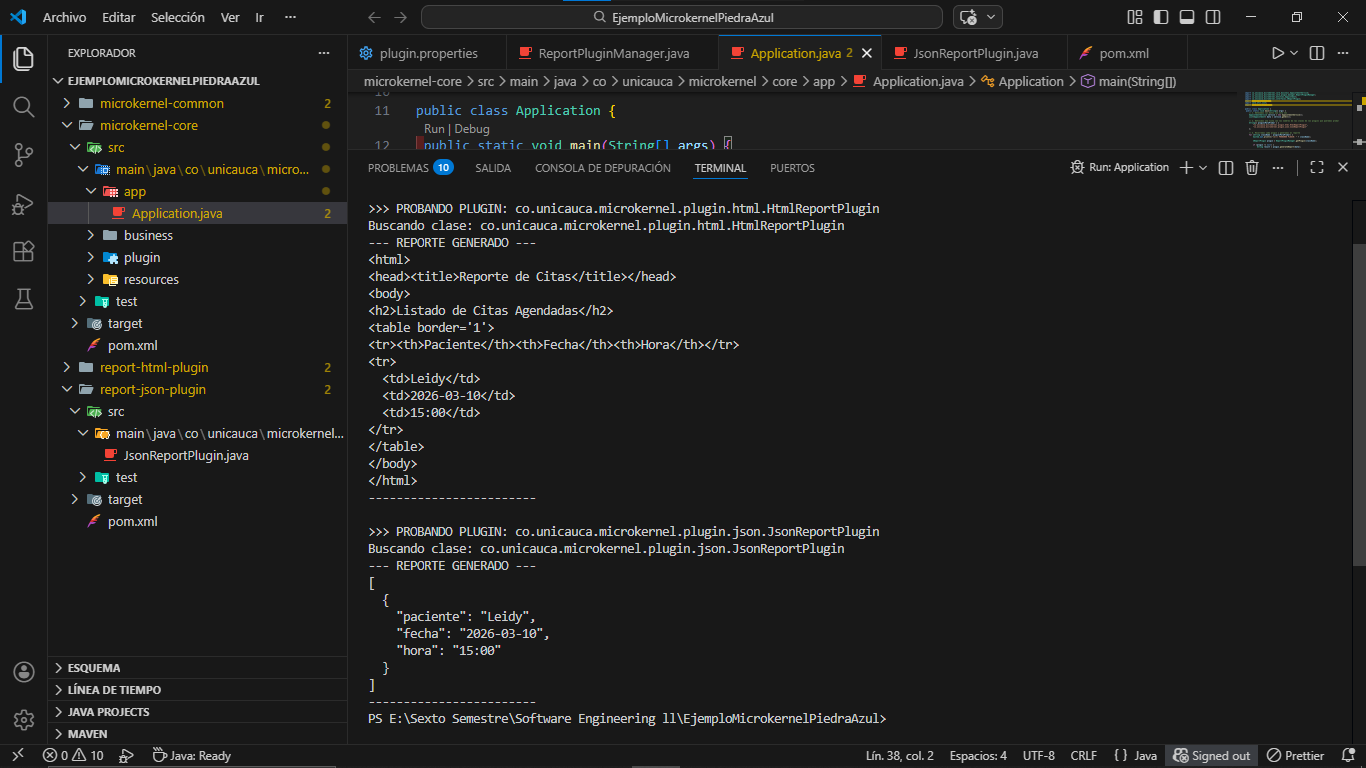 Archivo Editar Selección Ver Ir ··· EjemploMicrokernelPiedraAzul
EXPLORADOR ···
EJEMPLOMICROKERNELPIEDRAAZUL
microkernel-common 2
microkernel-core
src
main\java\co\unicauca\micro...
app
Application.java 2
business
plugin
resources
test
target
pom.xml
report-html-plugin 2
report-json-plugin 2
src
main\java\co\unicauca\microkernel...
JsonReportPlugin.java
test
target
pom.xml
ESQUEMA
LÍNEA DE TIEMPO
JAVA PROJECTS
MAVEN
plugin.properties ReportPluginManager.java Application.java 2 JsonReportPlugin.java pom.xml
microkernel-core > src > main > java > co > unicauca > microkernel > core > app > Application.java > Application > main(String[])
11 public class Application {
Run | Debug
12 public static void main(String[] args) {
PROBLEMAS 10 SALIDA CONSOLA DE DEPURACIÓN TERMINAL PUERTOS Run: Application
>>> PROBANDO PLUGIN: co.unicauca.microkernel.plugin.html.HtmlReportPlugin
Buscando clase: co.unicauca.microkernel.plugin.html.HtmlReportPlugin
--- REPORTE GENERADO ---
<html>
<head><title>Reporte de Citas</title></head>
<body>
<h2>Listado de Citas Agendadas</h2>
<table border='1'>
<tr><th>Paciente</th><th>Fecha</th><th>Hora</th></tr>
<tr>
  <td>Leidy</td>
  <td>2026-03-10</td>
  <td>15:00</td>
</tr>
</table>
</body>
</html>
------------------------
>>> PROBANDO PLUGIN: co.unicauca.microkernel.plugin.json.JsonReportPlugin
Buscando clase: co.unicauca.microkernel.plugin.json.JsonReportPlugin
--- REPORTE GENERADO ---
[
  {
    "paciente": "Leidy",
    "fecha": "2026-03-10",
    "hora": "15:00"
  }
]
------------------------
PS E:\Sexto Semestre\Software Engineering ll\EjemploMicrokernelPiedraAzul>
0 10 Java: Ready Lín. 38, col. 2 Espacios: 4 UTF-8 CRLF { } Java Signed out Prettier